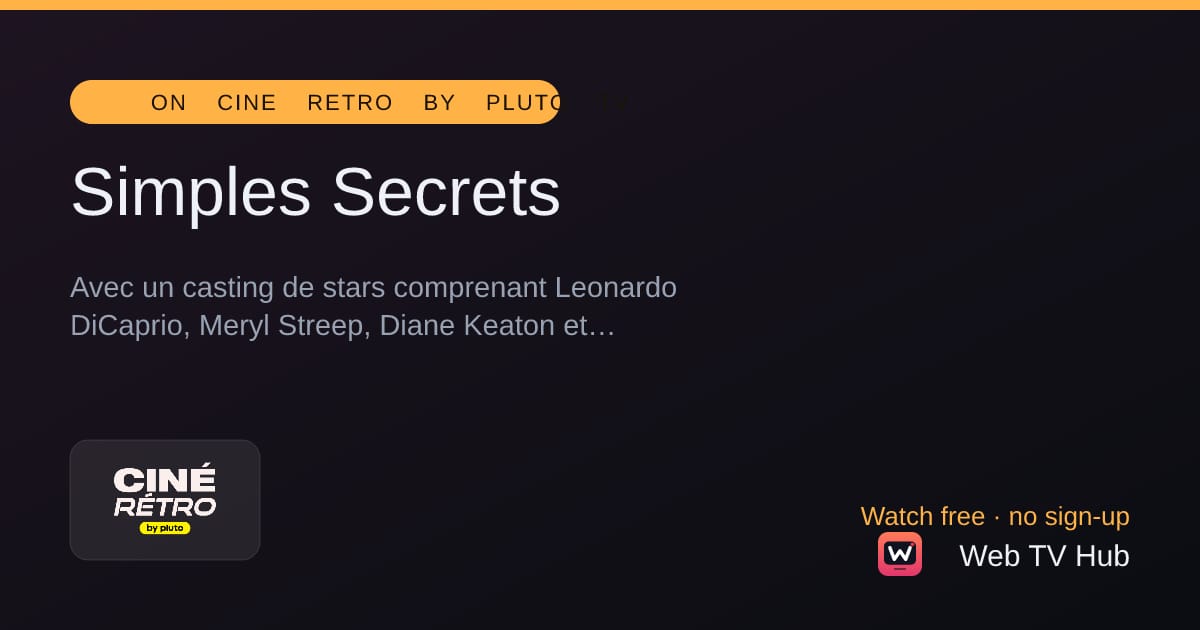 ON CINE RETRO BY PLUTO TV
Simples Secrets
Avec un casting de stars comprenant Leonardo
DiCaprio, Meryl Streep, Diane Keaton et…
CINÉ
RÉTRO
by pluto
Watch free · no sign-up
W
Web TV Hub